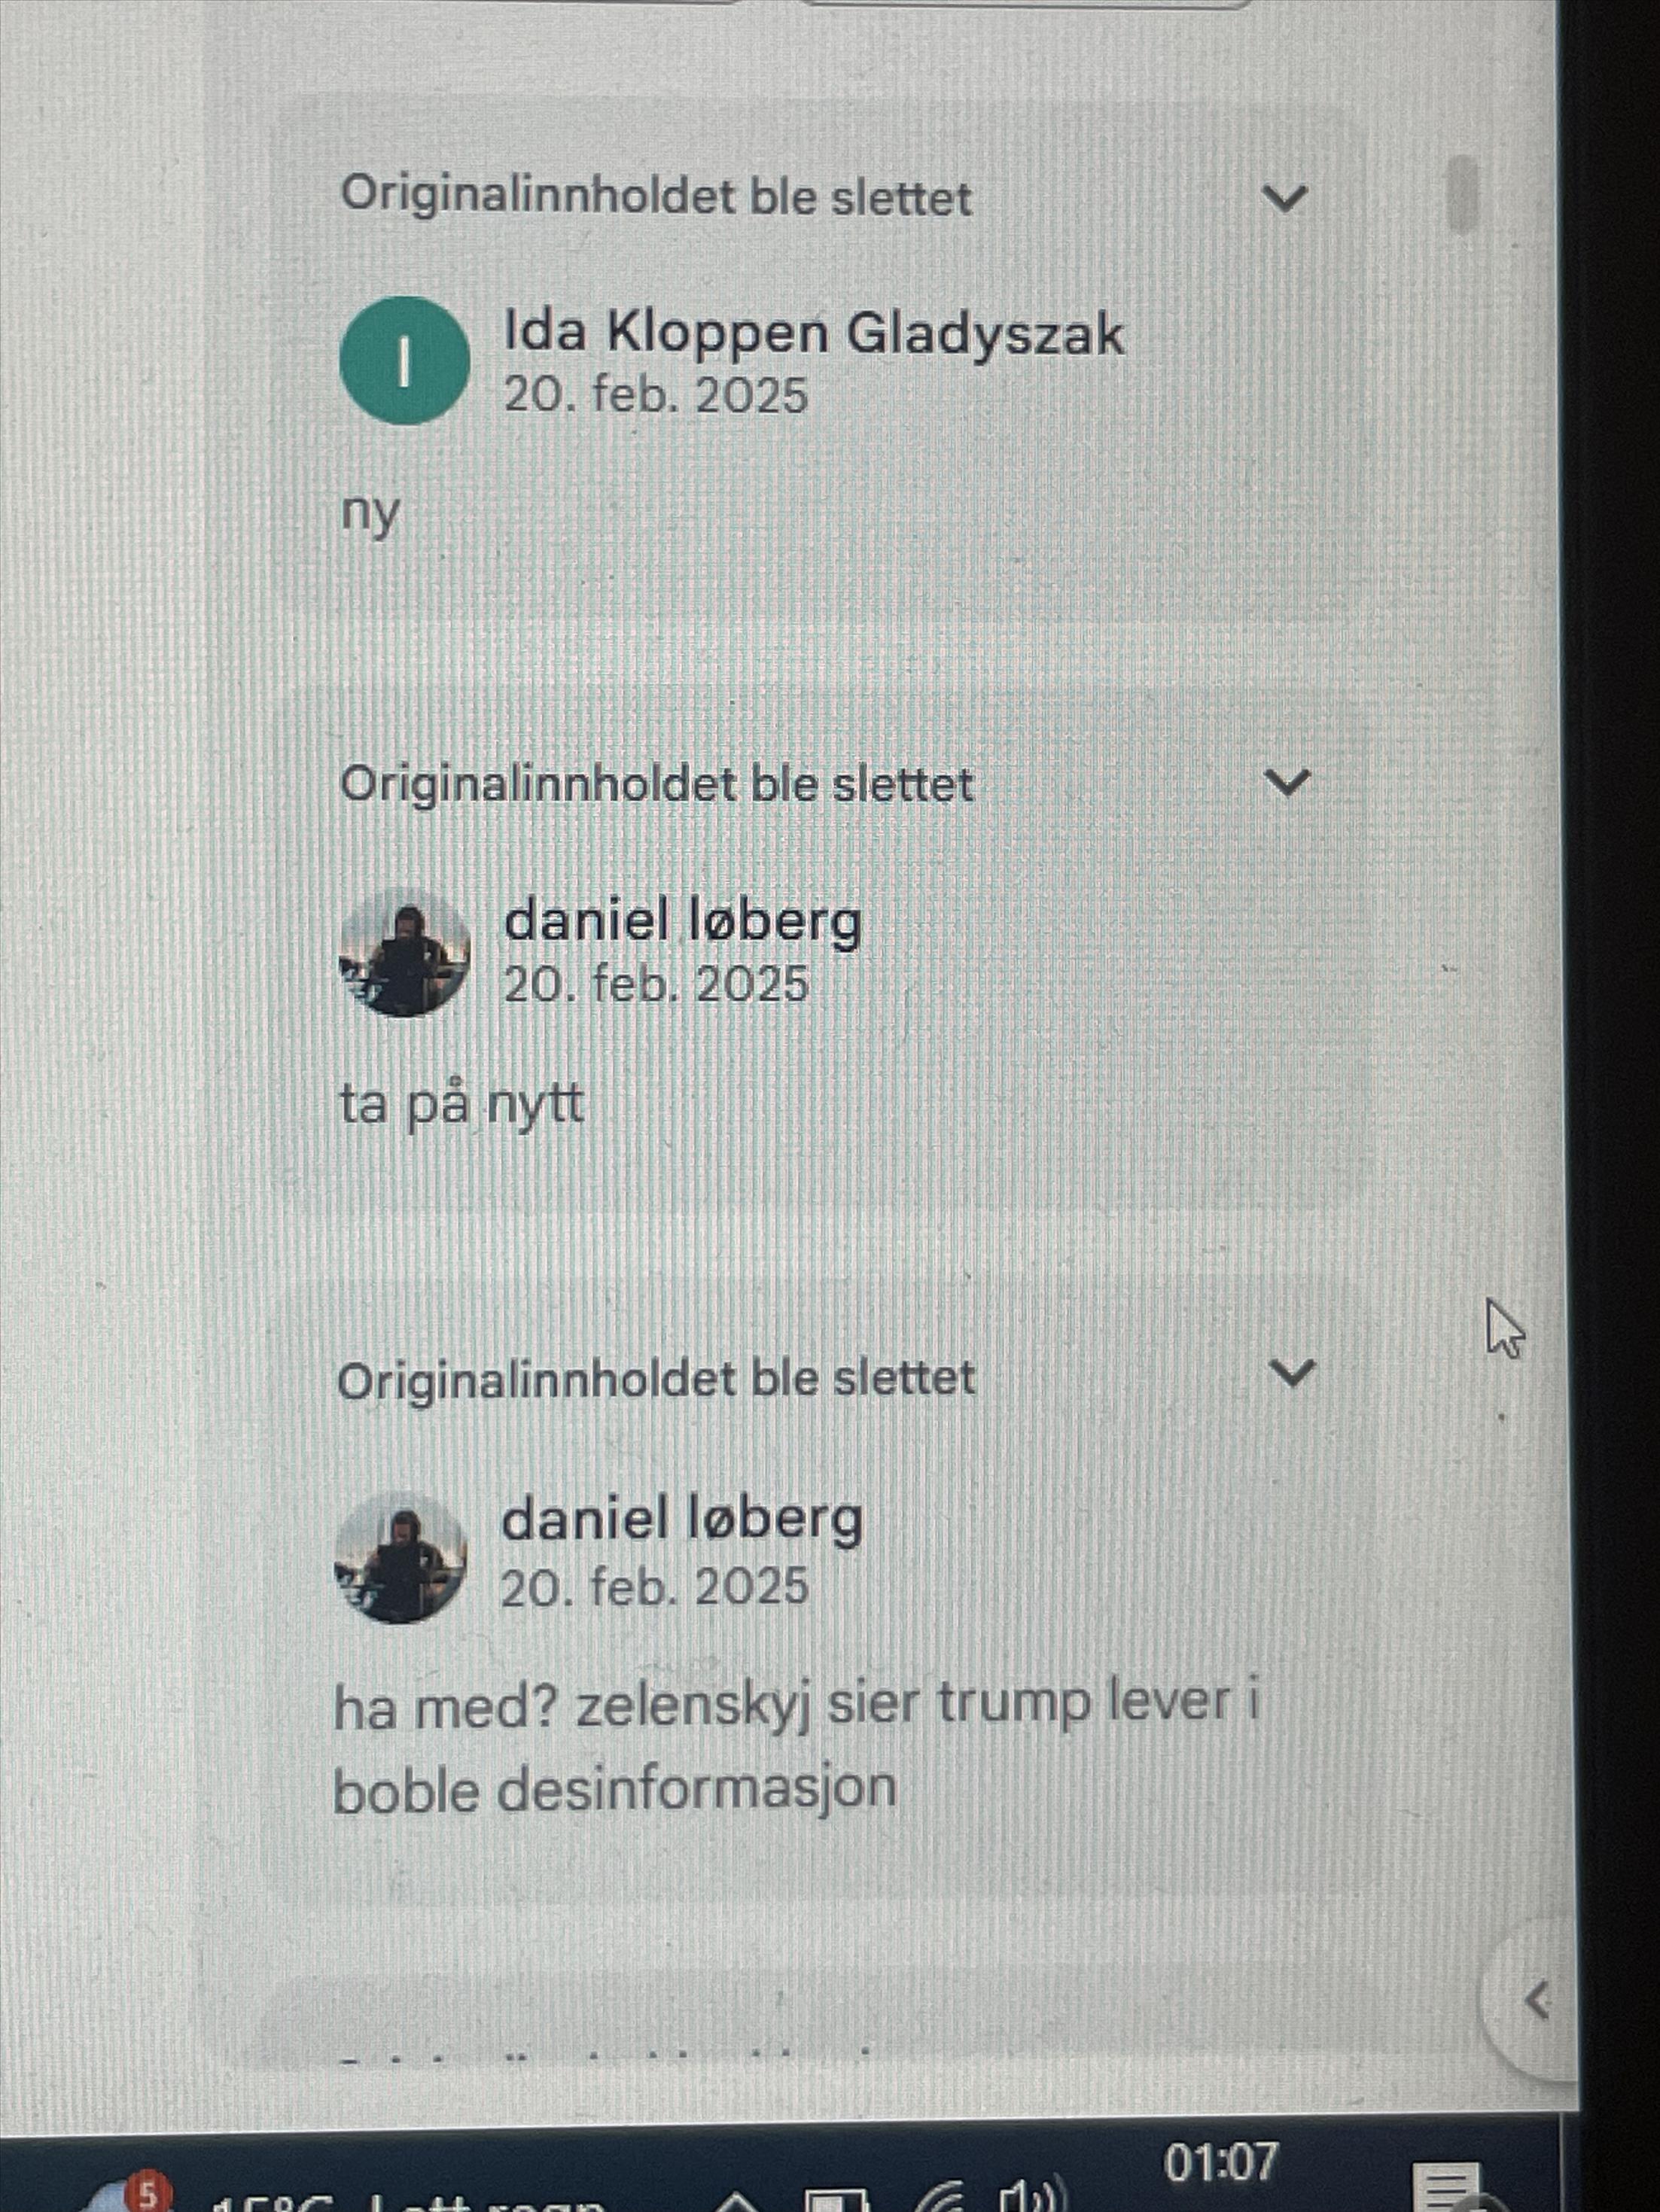 Originalinnholdet ble slettet
I
Ida Kloppen Gladyszak
20. feb. 2025
ny
Originalinnholdet ble slettet
daniel løberg
20. feb. 2025
ta på nytt
Originalinnholdet ble slettet
daniel løberg
20. feb. 2025
ha med? zelenskyj sier trump lever i
boble desinformasjon
01:07
5
15°C Lett regn